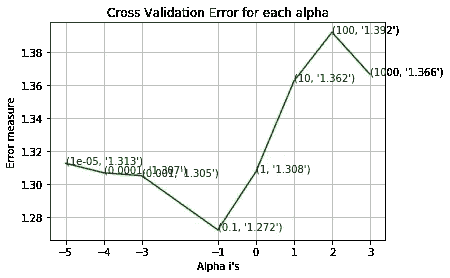 Cross Validation Error for each alpha
(100, '1.392')
1.38
(1000, '1.366')
1.36
(10, '1.362')
1.34
Error measure
1.32
(1e-05, '1.313')
(0.0001, '1.307')
(0.001, '1.305')
(1, '1.308')
1.30
1.28
(0.1, '1.272')
−5 −4 −3 −1 0 1 2 3
Alpha i's